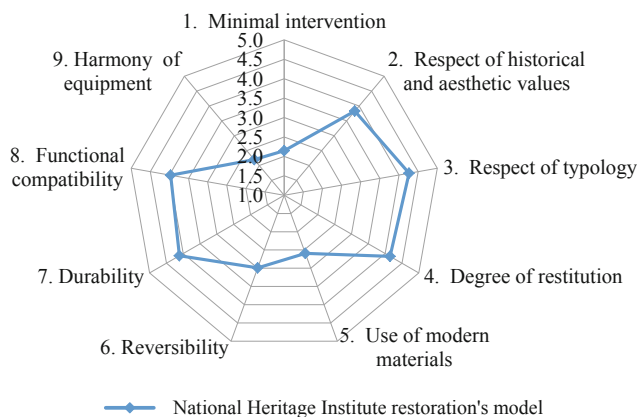 1. Minimal intervention
5.0
4.5
4.0
3.5
3.0
2.5
2.0
1.5
1.0
2. Respect of historical
and aesthetic values
3. Respect of typology
4. Degree of restitution
5. Use of modern
materials
6. Reversibility
7. Durability
8. Functional
compatibility
9. Harmony of
equipment
National Heritage Institute restoration's model